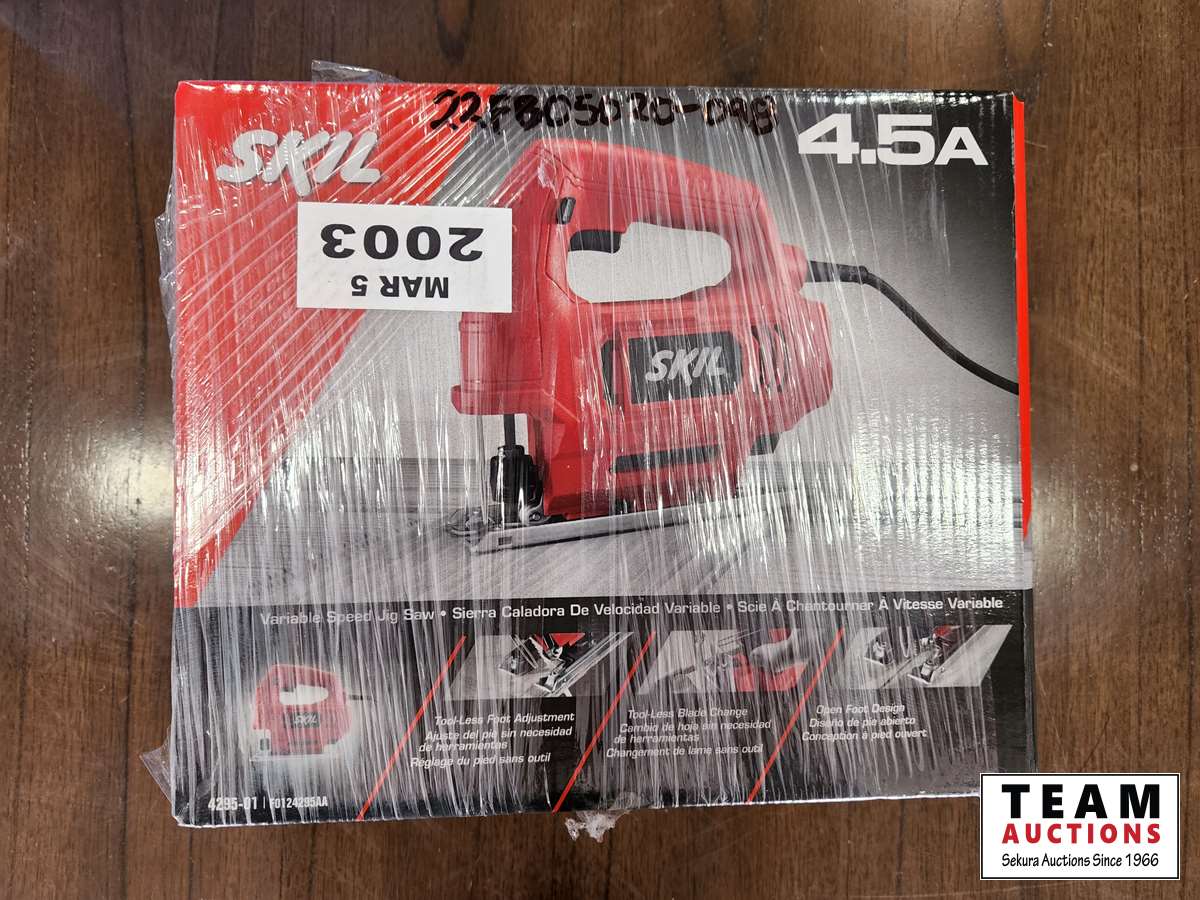 22FB05020-098
SKIL
4.5A
MAR 5
2003
SKIL
Variable Speed Jig Saw • Sierra Caladora De Velocidad Variable • Scie À Chantourner À Vitesse Variable
SKIL
Tool-Less Foot Adjustment
Ajuste del pie sin necesidad
de herramientas
Réglage du pied sans outil
Tool-Less Blade Change
Cambio de hoja sin necesidad
de herramientas
Changement de lame sans outil
Open Foot Design
Diseño de pie abierto
Conception à pied ouvert
4295-01 | F0124295AA
TEAM
AUCTIONS
Sekura Auctions Since 1966